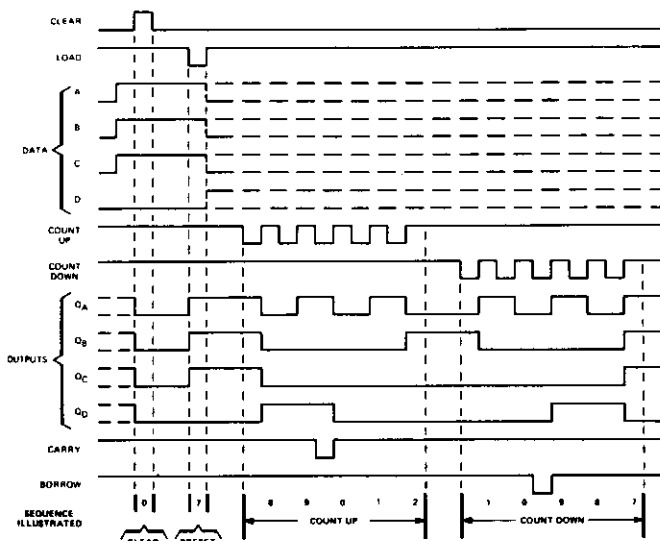 CLEAR
LOAD
A
B
DATA
C
D
COUNT
UP
COUNT
DOWN
QA
QB
OUTPUTS
QC
QD
CARRY
BORROW
SEQUENCE
ILLUSTRATED
0 7 8 9 0 1 2 1 0 9 8 7
COUNT UP COUNT DOWN
CLEAR PRESET